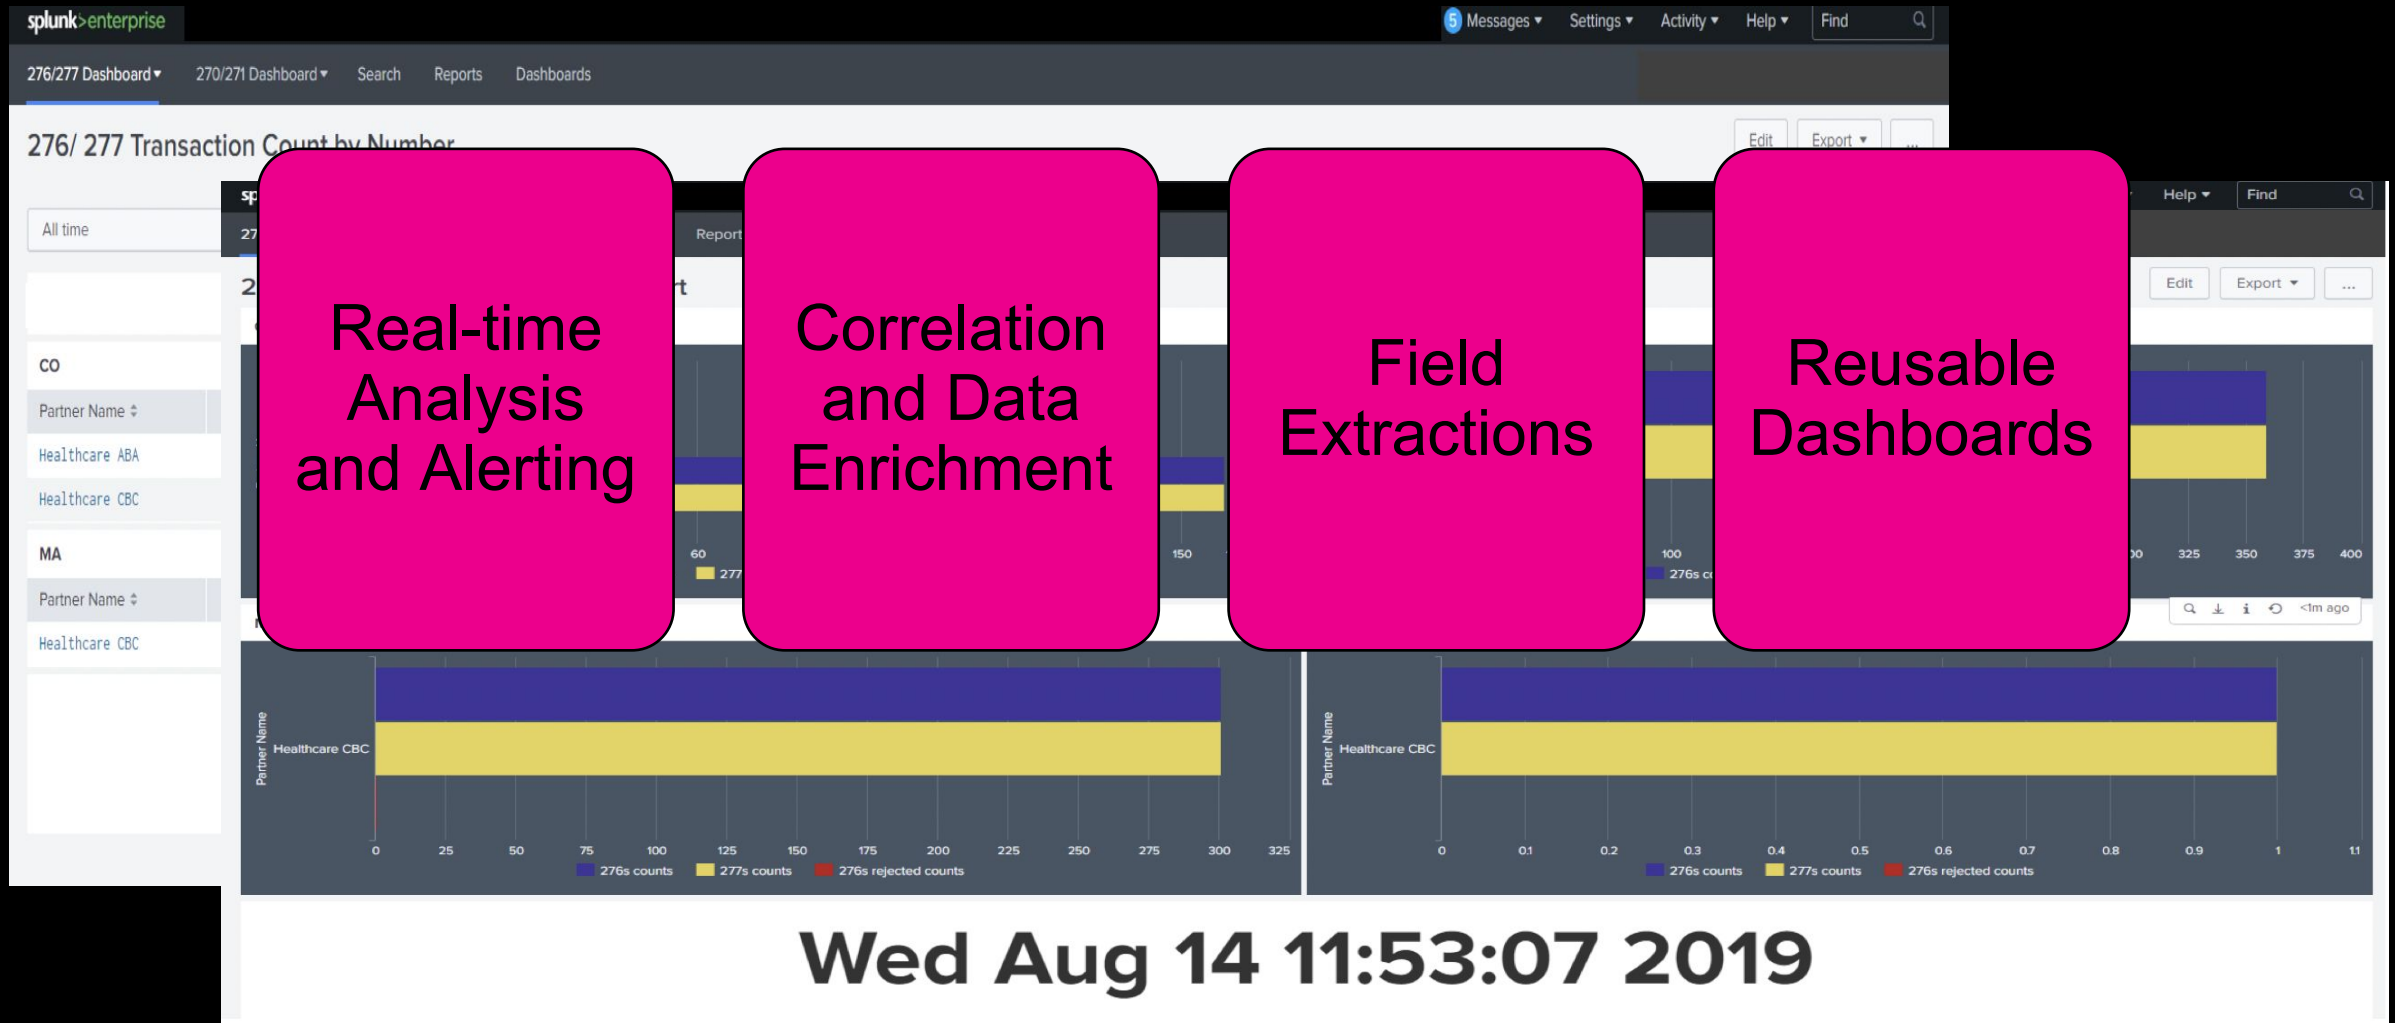 splunk>enterprise
5 Messages Settings Activity Help Find
276/277 Dashboard 270/271 Dashboard Search Reports Dashboards
276/ 277 Transaction Count by Number
Edit Export ...
Help Find
All time
Edit Export ...
Real-time
Analysis
and Alerting
Correlation
and Data
Enrichment
Field
Extractions
Reusable
Dashboards
CO
Partner Name
Healthcare ABA
Healthcare CBC
MA
Partner Name
Healthcare CBC
60 150 100 325 350 375 400
277
276s
<1m ago
Partner Name
Healthcare CBC
0 25 50 75 100 125 150 175 200 225 250 275 300 325
276s counts 277s counts 276s rejected counts
Partner Name
Healthcare CBC
0 0.1 0.2 0.3 0.4 0.5 0.6 0.7 0.8 0.9 1 1.1
276s counts 277s counts 276s rejected counts
Wed Aug 14 11:53:07 2019